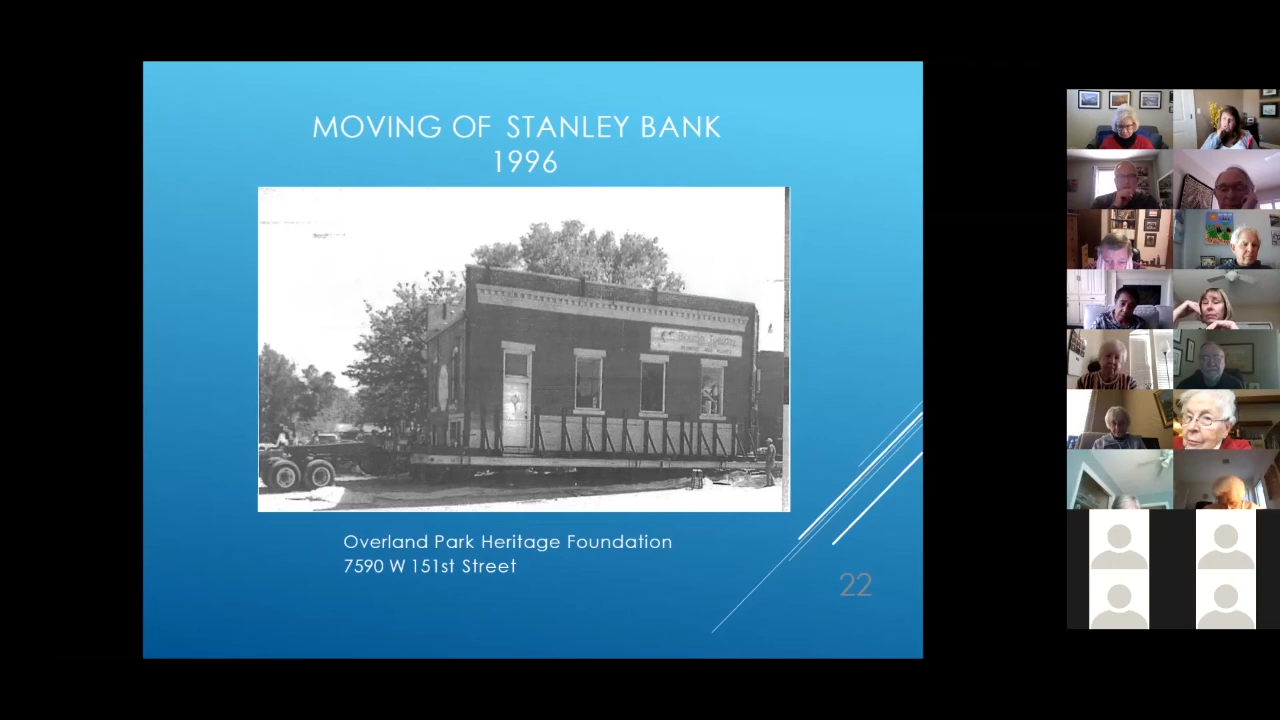 MOVING OF STANLEY BANK
1996
Overland Park Heritage Foundation
7590 W 151st Street
22